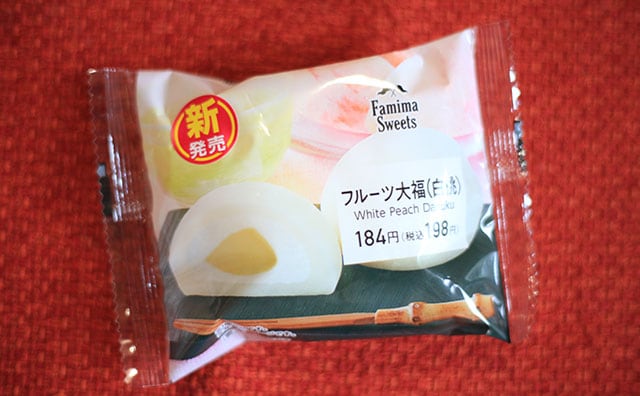 新
発売
Famima
Sweets
フルーツ大福(白桃)
White Peach Daifuku
184円(税込198円)